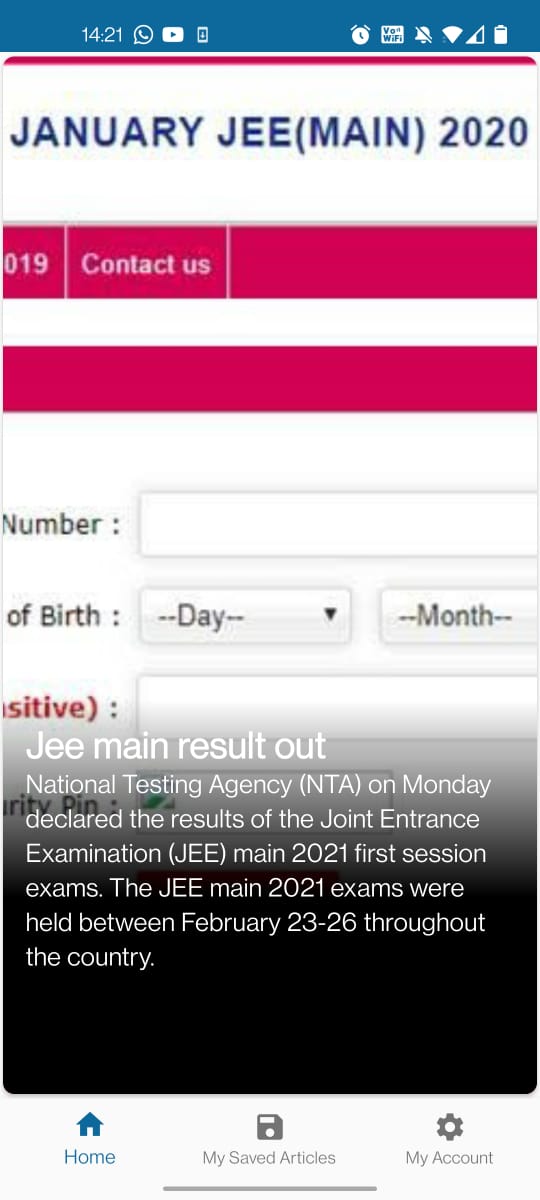 14:21
Vo))
WiFi
JANUARY JEE(MAIN) 2020
019 Contact us
Number :
of Birth : --Day-- --Month--
sitive) :
Jee main result out
National Testing Agency (NTA) on Monday
urity Pin :
declared the results of the Joint Entrance
Examination (JEE) main 2021 first session
exams. The JEE main 2021 exams were
held between February 23-26 throughout
the country.
Home My Saved Articles My Account